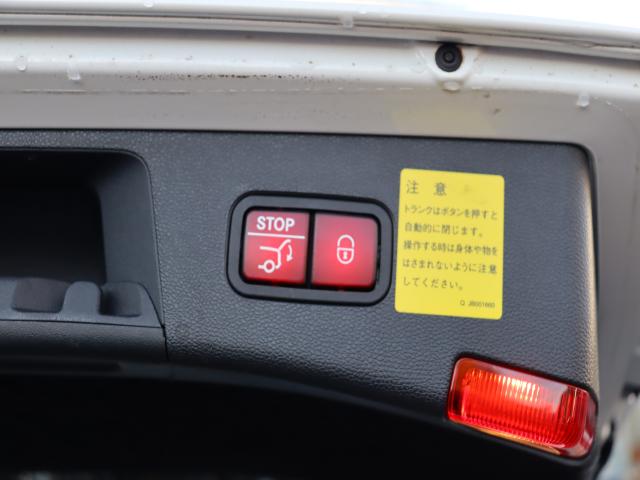 STOP
注意
トランクはボタンを押すと
自動的に閉じます。
操作する時は身体や物を
はさまれないように注意
してください。
Q JB001660